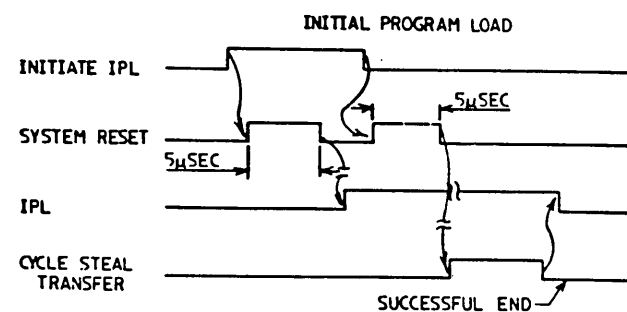 INITIAL PROGRAM LOAD
INITIATE IPL
5µSEC
SYSTEM RESET
5µSEC
IPL
CYCLE STEAL
TRANSFER
SUCCESSFUL END